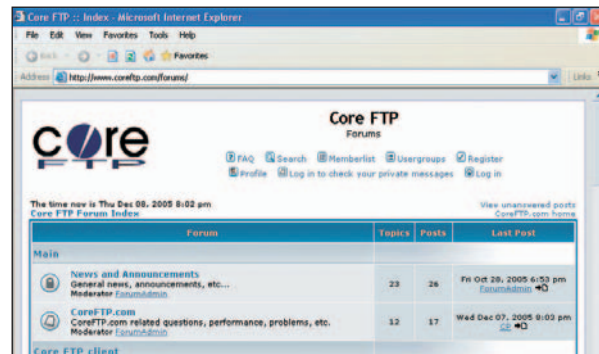 Core FTP :: Index - Microsoft Internet Explorer
File Edit View Favorites Tools Help
Back Favorites
Address http://www.coreftp.com/forums/ Links
core FTP
Core FTP
Forums
FAQ Search Memberlist Usergroups Register
Profile Log in to check your private messages Log in
The time now is Thu Dec 08, 2005 8:02 pm
Core FTP Forum Index
View unanswered posts
CoreFTP.com home
Forum Topics Posts Last Post
Main
News and Announcements
General news, announcements, etc...
Moderator ForumAdmin
23 26 Fri Oct 28, 2005 6:53 pm
ForumAdmin
CoreFTP.com
CoreFTP.com related questions, performance, problems, etc.
Moderator ForumAdmin
12 17 Wed Dec 07, 2005 8:02 pm
CP
Core FTP client